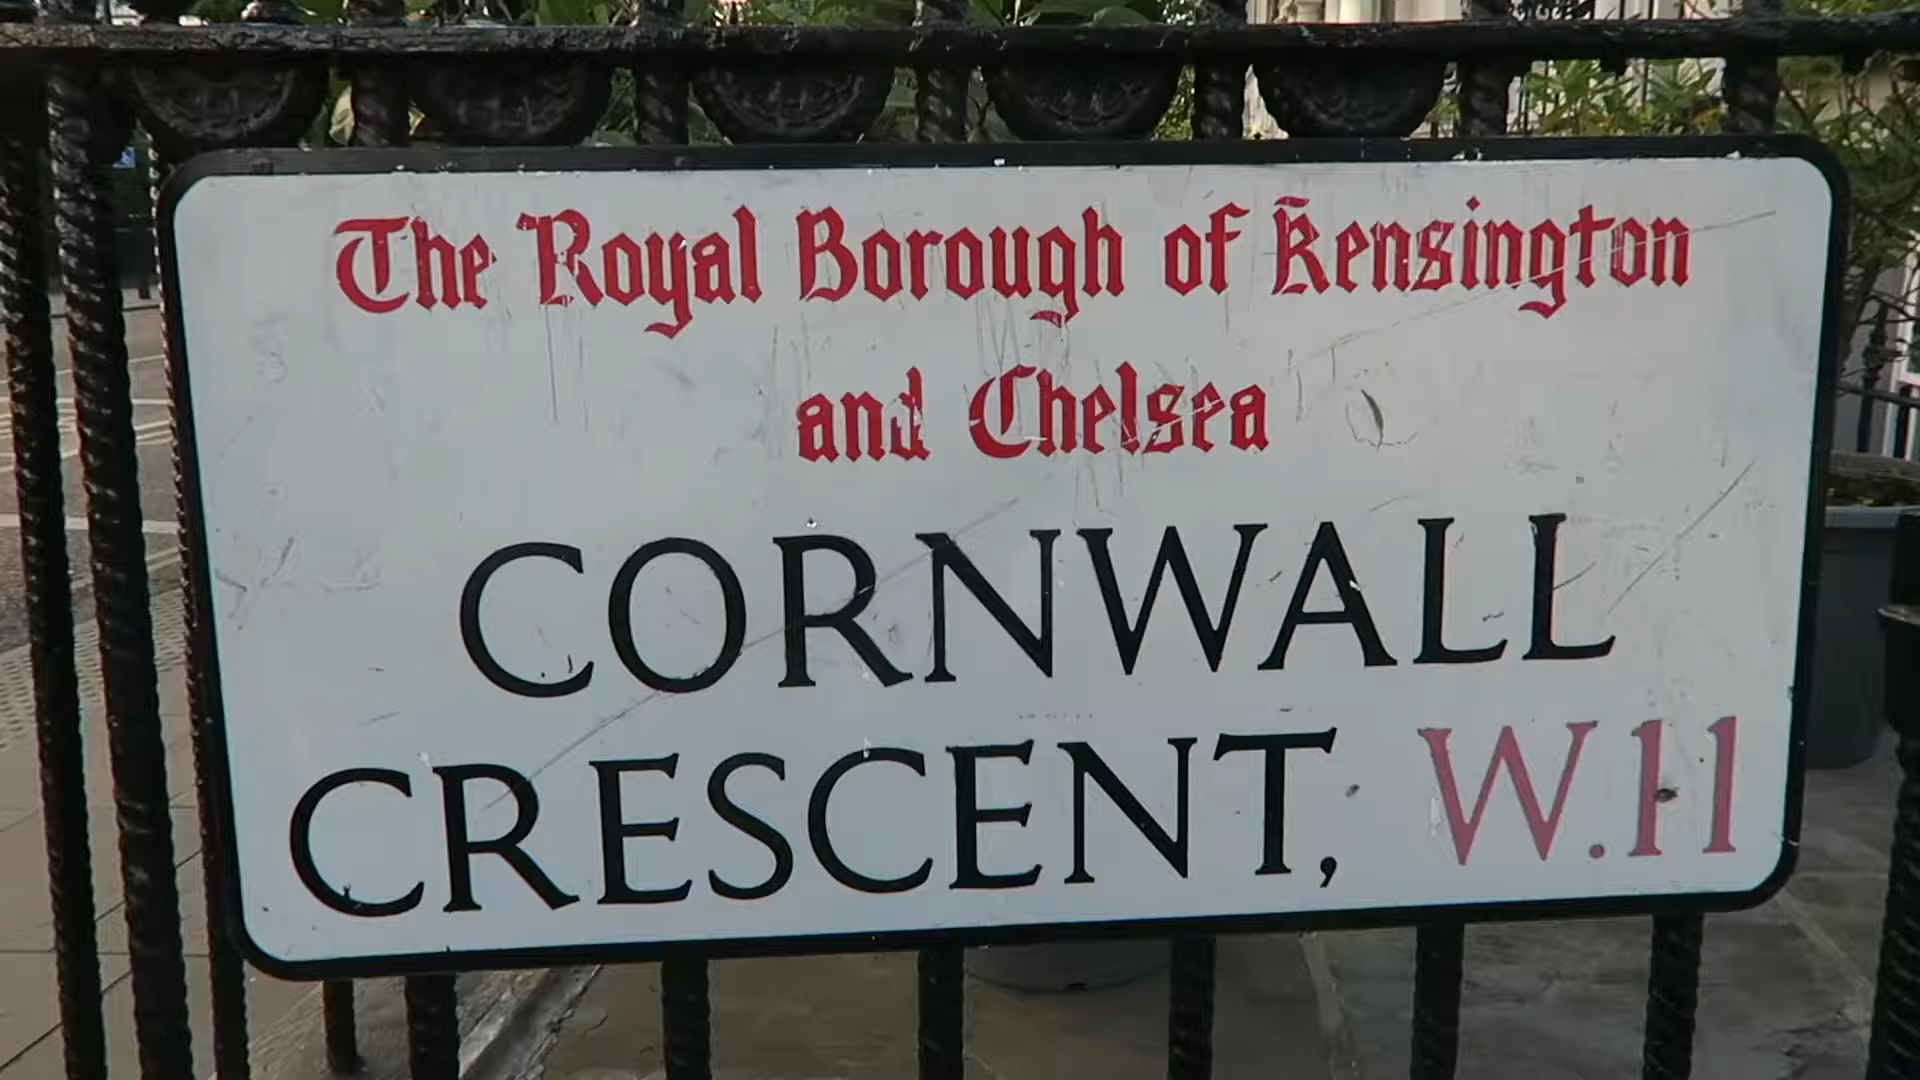 The Royal Borough of Kensington
and Chelsea
CORNWALL
CRESCENT, W.11